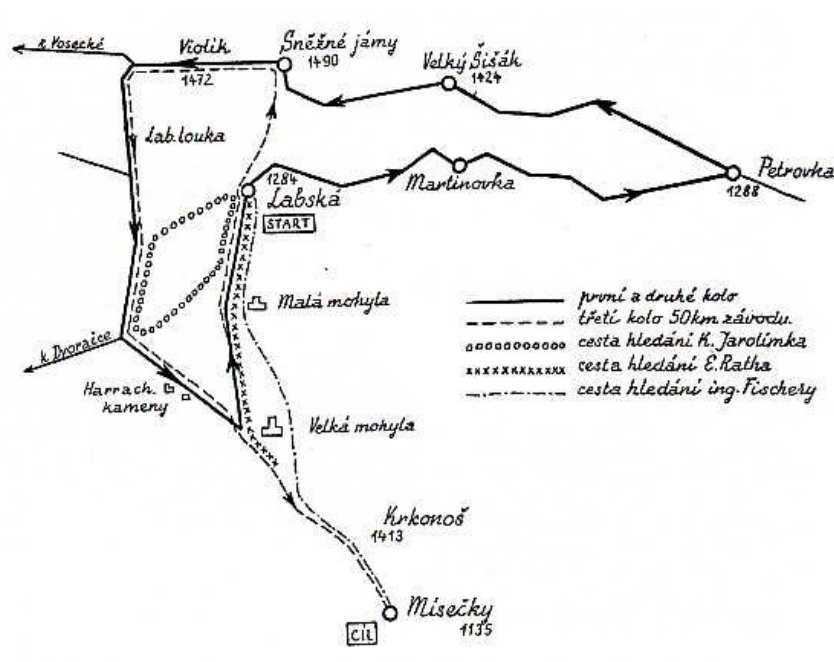 k Vosecké
Violík
1472
Sněžné jámy
1490
Velký Šišák
1424
Lab. louka
1284
Labská
START
Martinovka
Petrovka
1288
Malá mohyla
k Dvoračce
Harrach.
kameny
Velká mohyla
Krkonoš
1413
Mísečky
1135
Cíl
první a druhé kolo
třetí kolo 50km závodu.
cesta hledání K. Jarolímka
cesta hledání E. Ratha
cesta hledání ing. Fischery